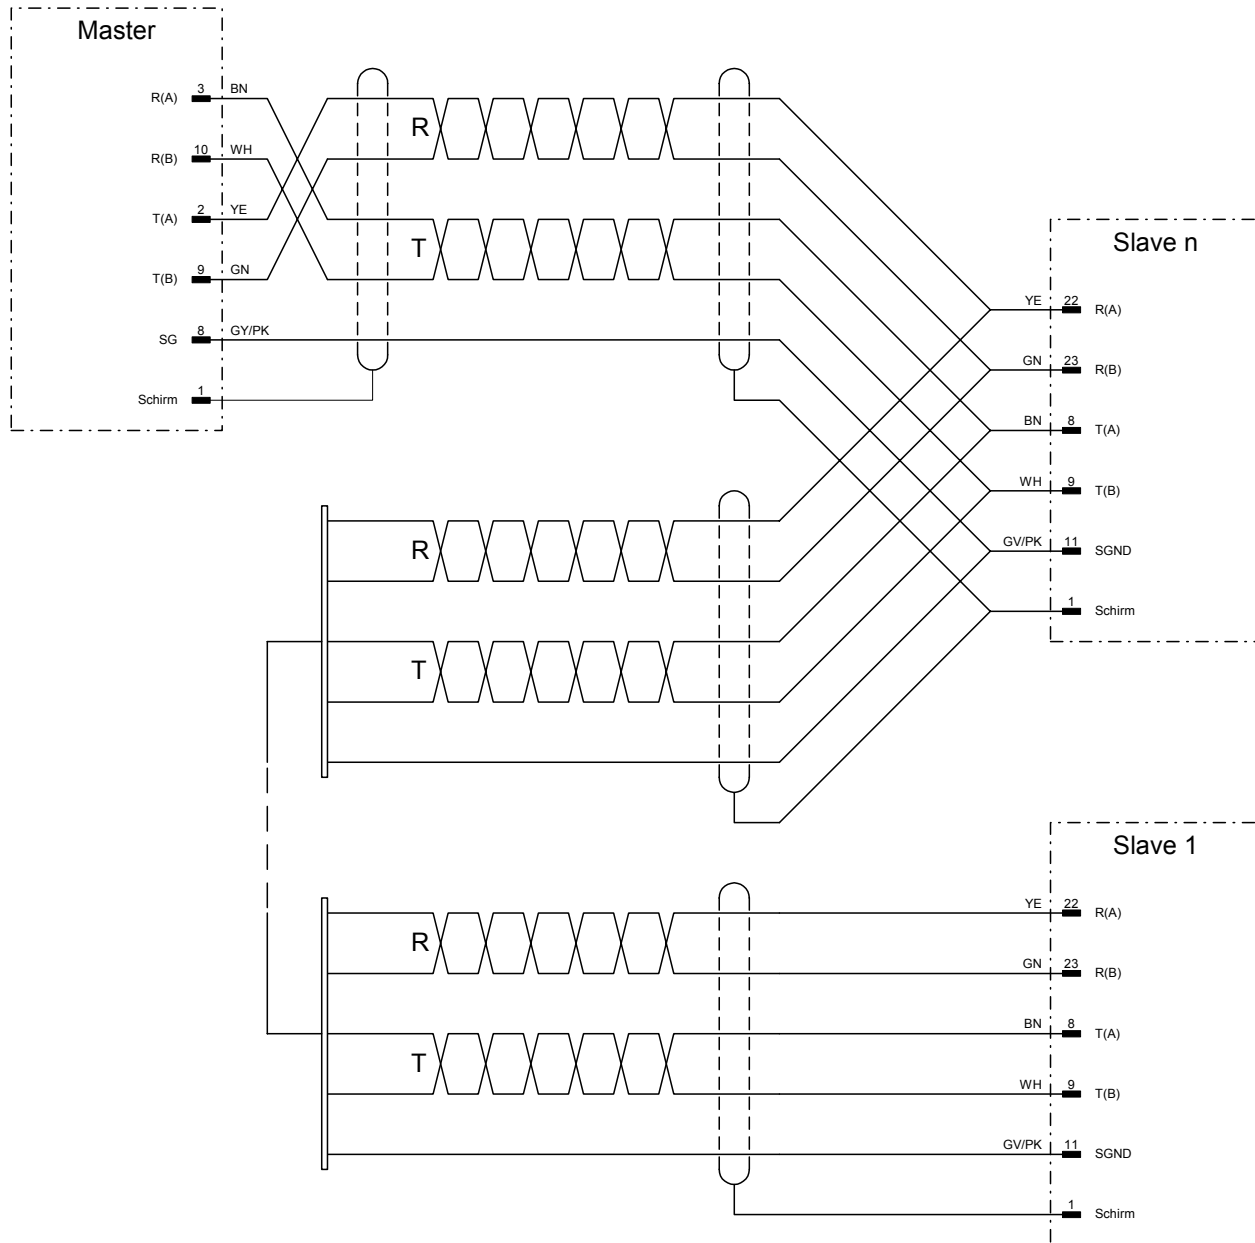 Master
R(A) 3 BN
R(B) 10 WH
T(A) 2 YE
T(B) 9 GN
SG 8 GY/PK
Schirm 1
R
T
Slave n
YE 22 R(A)
GN 23 R(B)
BN 8 T(A)
WH 9 T(B)
GV/PK 11 SGND
1 Schirm
R
T
Slave 1
YE 22 R(A)
GN 23 R(B)
BN 8 T(A)
WH 9 T(B)
GV/PK 11 SGND
1 Schirm
R
T